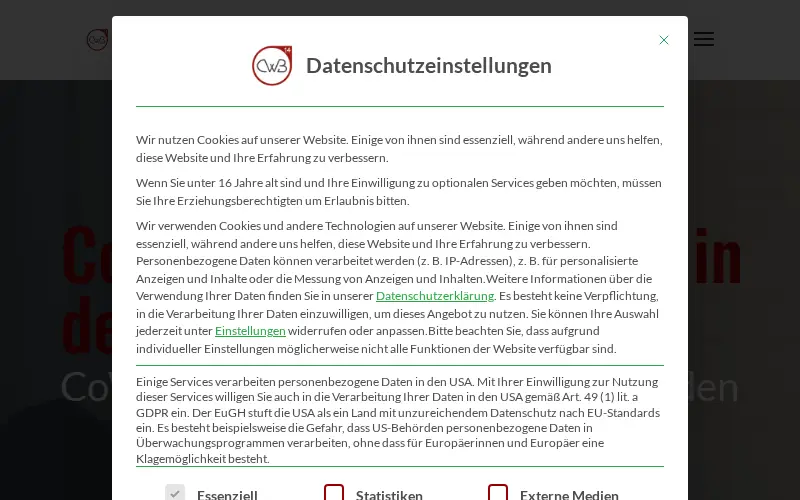 CWB 14
Datenschutzeinstellungen
Wir nutzen Cookies auf unserer Website. Einige von ihnen sind essenziell, während andere uns helfen,
diese Website und Ihre Erfahrung zu verbessern.
Wenn Sie unter 16 Jahre alt sind und Ihre Einwilligung zu optionalen Services geben möchten, müssen
Sie Ihre Erziehungsberechtigten um Erlaubnis bitten.
Wir verwenden Cookies und andere Technologien auf unserer Website. Einige von ihnen sind
essenziell, während andere uns helfen, diese Website und Ihre Erfahrung zu verbessern.
Personenbezogene Daten können verarbeitet werden (z. B. IP-Adressen), z. B. für personalisierte
Anzeigen und Inhalte oder die Messung von Anzeigen und Inhalten.Weitere Informationen über die
Verwendung Ihrer Daten finden Sie in unserer Datenschutzerklärung. Es besteht keine Verpflichtung,
in die Verarbeitung Ihrer Daten einzuwilligen, um dieses Angebot zu nutzen. Sie können Ihre Auswahl
jederzeit unter Einstellungen widerrufen oder anpassen.Bitte beachten Sie, dass aufgrund
individueller Einstellungen möglicherweise nicht alle Funktionen der Website verfügbar sind.
Einige Services verarbeiten personenbezogene Daten in den USA. Mit Ihrer Einwilligung zur Nutzung
dieser Services willigen Sie auch in die Verarbeitung Ihrer Daten in den USA gemäß Art. 49 (1) lit. a
GDPR ein. Der EuGH stuft die USA als ein Land mit unzureichendem Datenschutz nach EU-Standards
ein. Es besteht beispielsweise die Gefahr, dass US-Behörden personenbezogene Daten in
Überwachungsprogrammen verarbeiten, ohne dass für Europäerinnen und Europäer eine
Klagemöglichkeit besteht.
Essenziell Statistiken Externe Medien